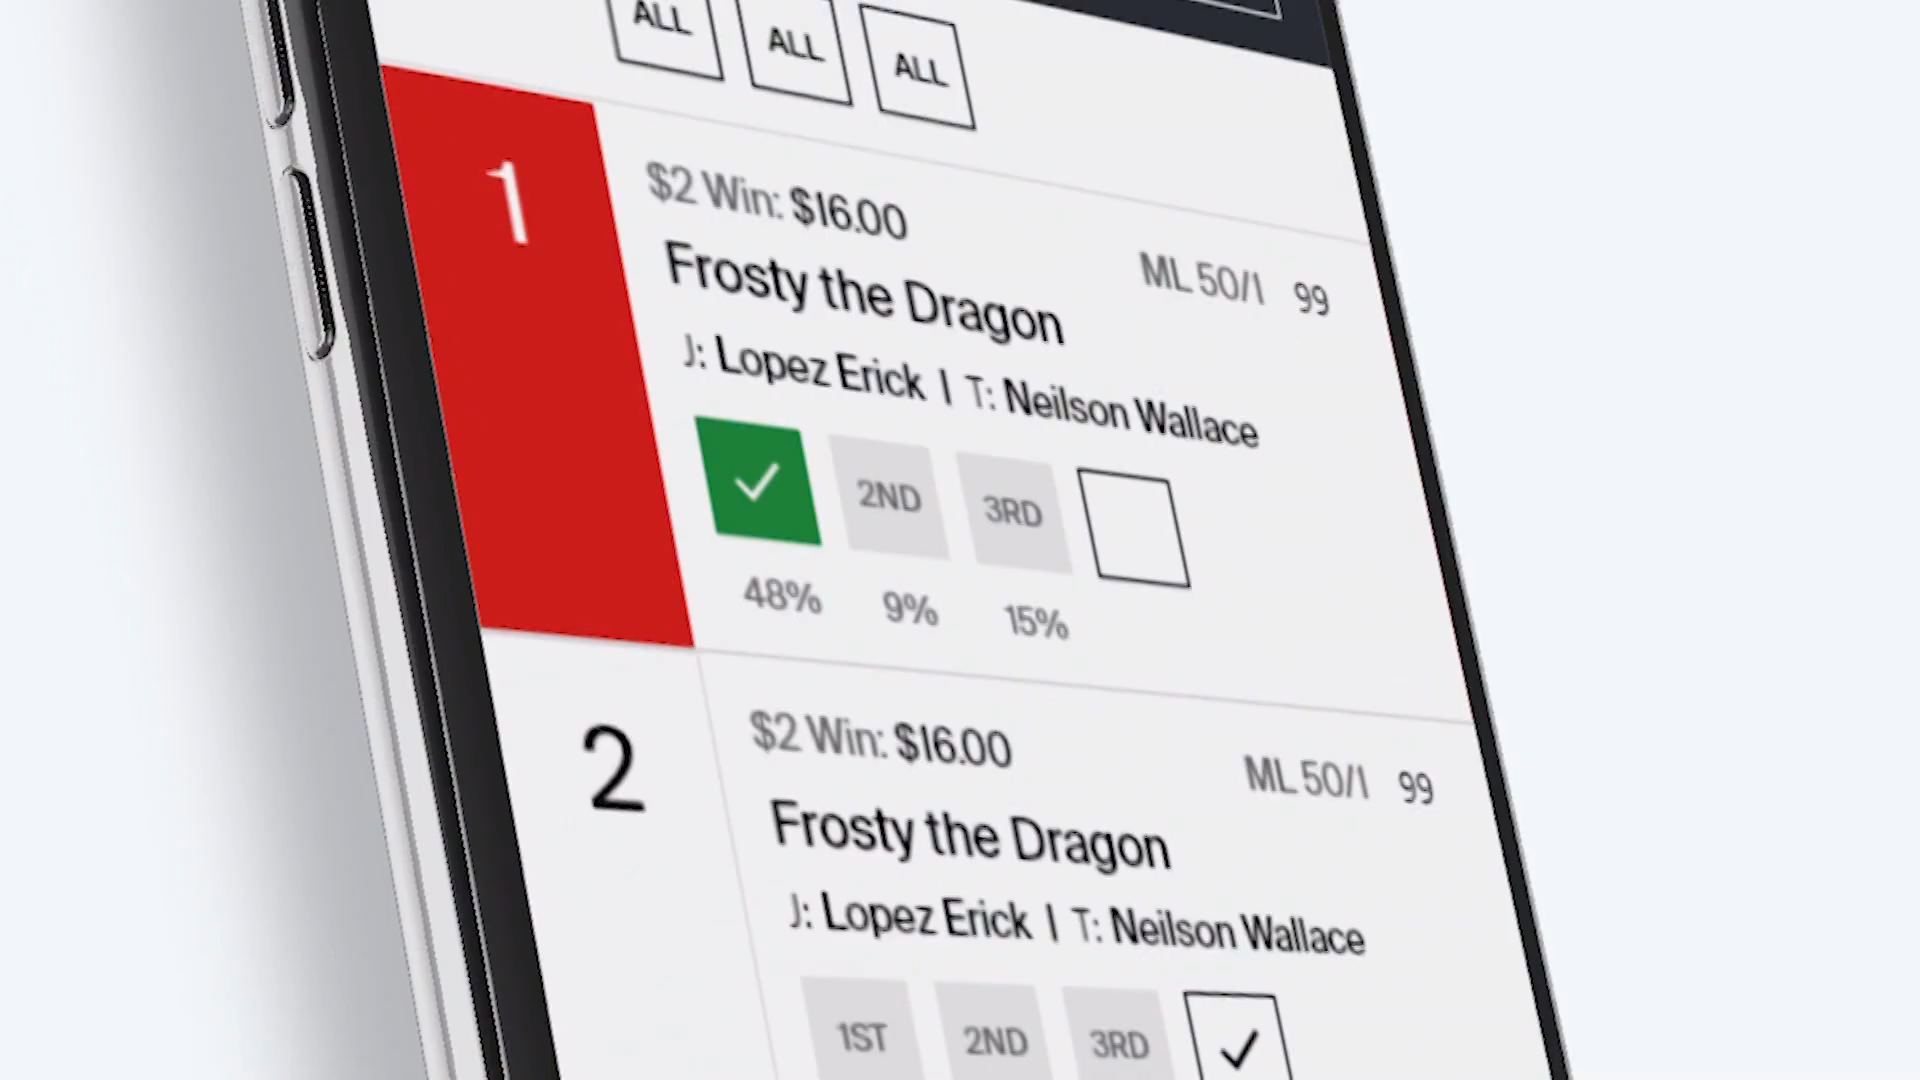 ALL ALL ALL
1
$2 Win: $16.00
ML 50/1 99
Frosty the Dragon
J: Lopez Erick | T: Neilson Wallace
2ND 3RD
48% 9% 15%
2
$2 Win: $16.00
ML 50/1 99
Frosty the Dragon
J: Lopez Erick | T: Neilson Wallace
1ST 2ND 3RD